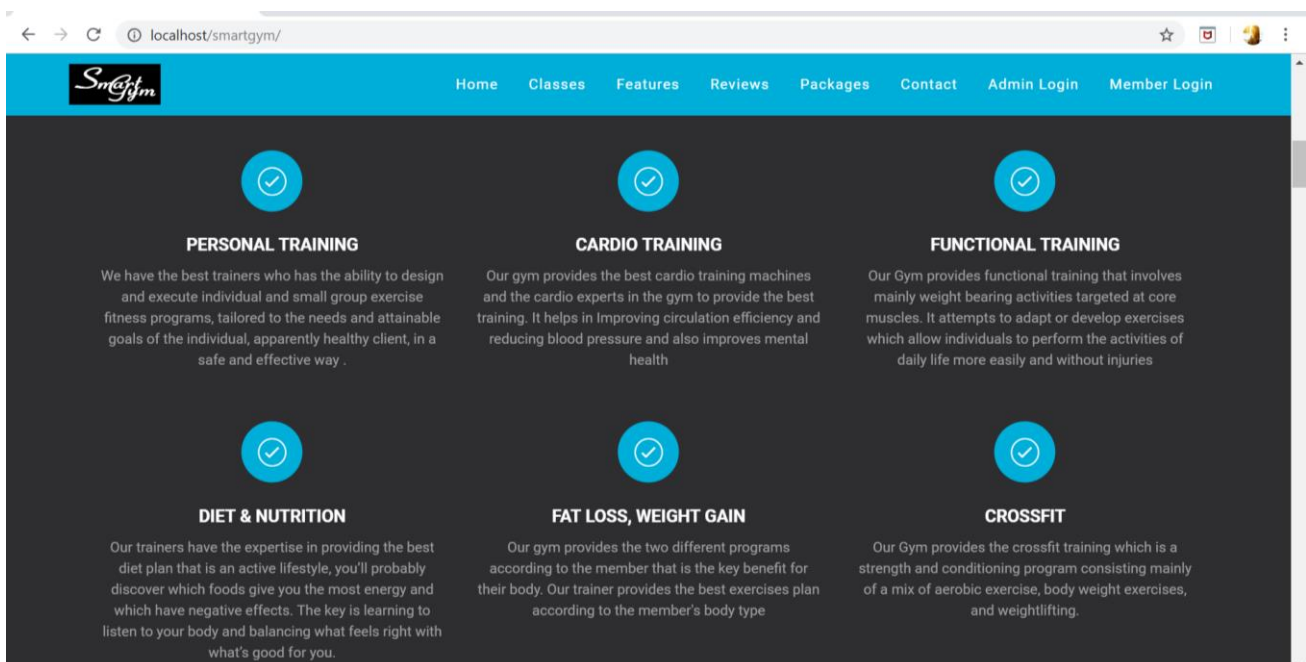 localhost/smartgym/
Smart
gym
Home Classes Features Reviews Packages Contact Admin Login Member Login
PERSONAL TRAINING
We have the best trainers who has the ability to design
and execute individual and small group exercise
fitness programs, tailored to the needs and attainable
goals of the individual, apparently healthy client, in a
safe and effective way .
CARDIO TRAINING
Our gym provides the best cardio training machines
and the cardio experts in the gym to provide the best
training. It helps in Improving circulation efficiency and
reducing blood pressure and also improves mental
health
FUNCTIONAL TRAINING
Our Gym provides functional training that involves
mainly weight bearing activities targeted at core
muscles. It attempts to adapt or develop exercises
which allow individuals to perform the activities of
daily life more easily and without injuries
DIET & NUTRITION
Our trainers have the expertise in providing the best
diet plan that is an active lifestyle, you'll probably
discover which foods give you the most energy and
which have negative effects. The key is learning to
listen to your body and balancing what feels right with
what's good for you.
FAT LOSS, WEIGHT GAIN
Our gym provides the two different programs
according to the member that is the key benefit for
their body. Our trainer provides the best exercises plan
according to the member's body type
CROSSFIT
Our Gym provides the crossfit training which is a
strength and conditioning program consisting mainly
of a mix of aerobic exercise, body weight exercises,
and weightlifting.